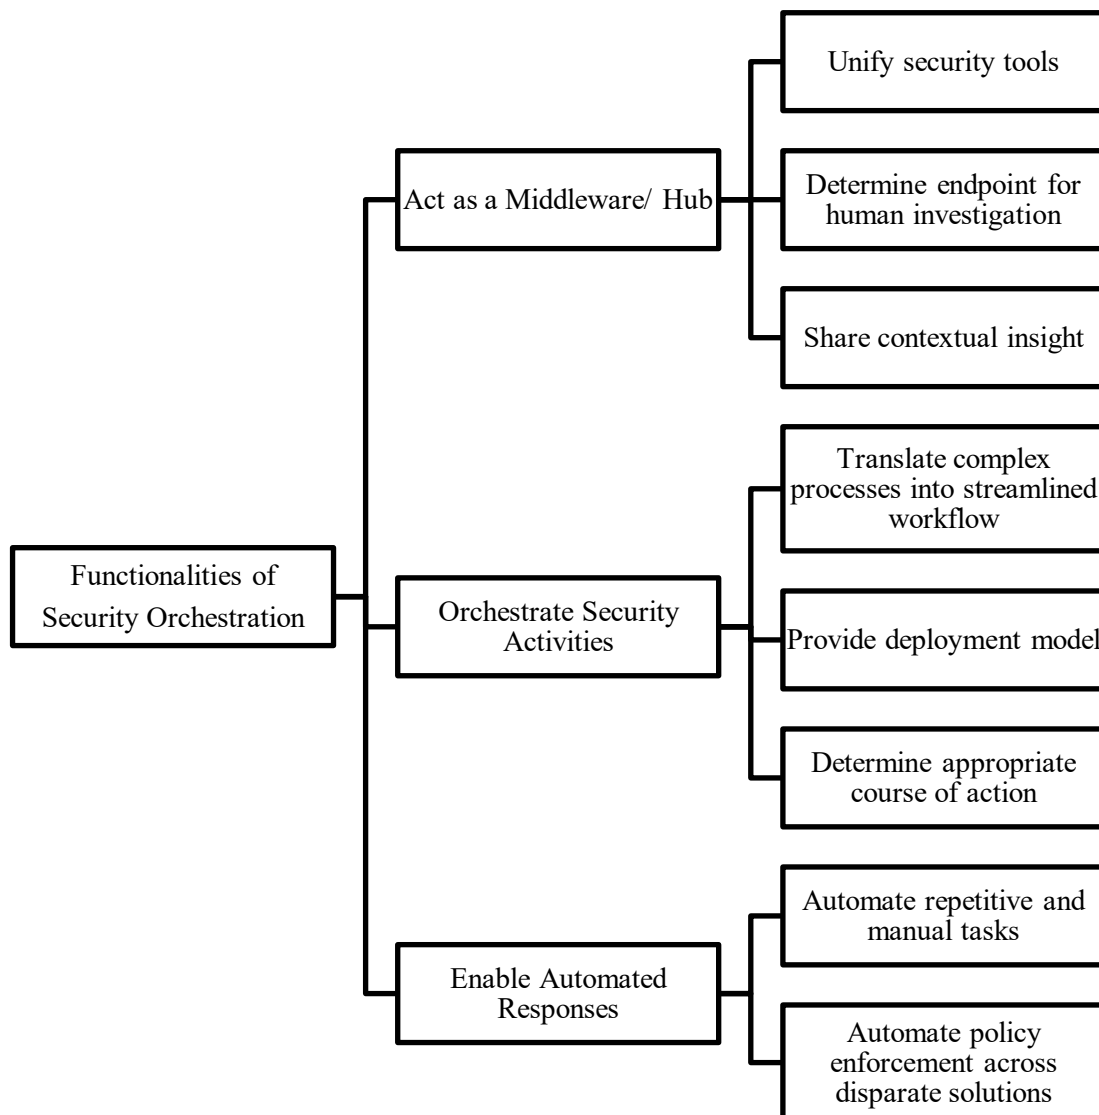 Unify security tools
Act as a Middleware/ Hub
Determine endpoint for
human investigation
Share contextual insight
Functionalities of
Security Orchestration
Orchestrate Security
Activities
Translate complex
processes into streamlined
workflow
Provide deployment model
Determine appropriate
course of action
Enable Automated
Responses
Automate repetitive and
manual tasks
Automate policy
enforcement across
disparate solutions